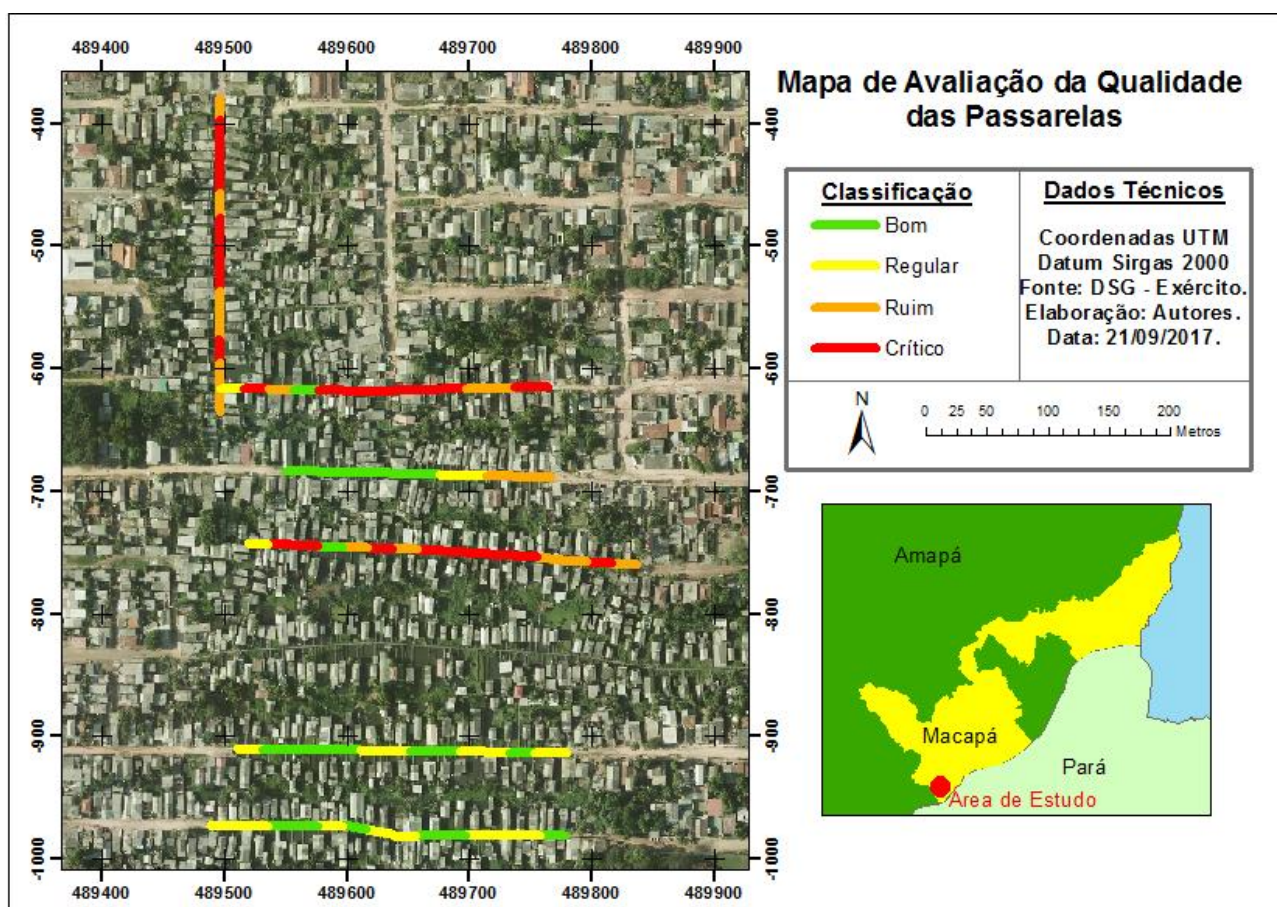 489400 489500 489600 489700 489800 489900
Mapa de Avaliação da Qualidade
das Passarelas
Classificação
Bom
Regular
Ruim
Crítico
Dados Técnicos
Coordenadas UTM
Datum Sirgas 2000
Fonte: DSG - Exército.
Elaboração: Autores.
Data: 21/09/2017.
N
0 25 50 100 150 200
Metros
-400 -400
-500 -500
-600 -600
-700 -700
-800 -800
-900 -900
-1000 -1000
Amapá
Macapá
Pará
Área de Estudo
489400 489500 489600 489700 489800 489900